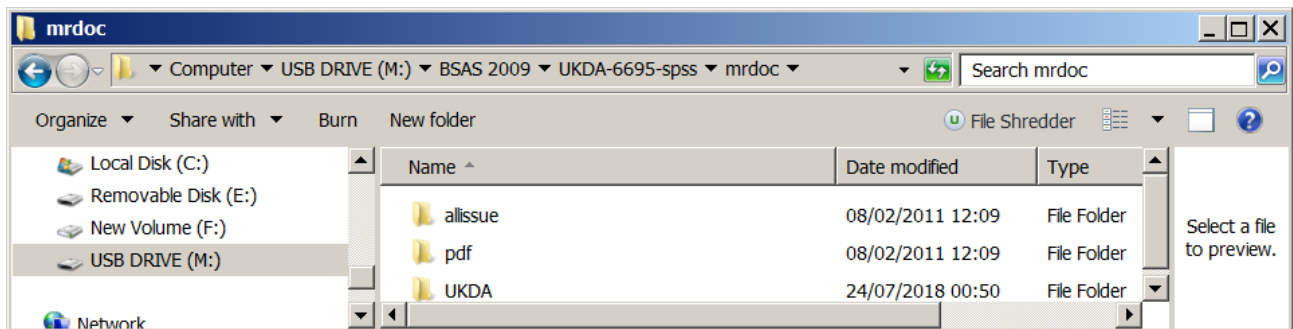 mrdoc
Computer USB DRIVE (M:) BSAS 2009 UKDA-6695-spss mrdoc Search mrdoc
Organize Share with Burn New folder File Shredder
Local Disk (C:)
Removable Disk (E:)
New Volume (F:)
USB DRIVE (M:)
Network
Name Date modified Type
allissue 08/02/2011 12:09 File Folder
pdf 08/02/2011 12:09 File Folder
UKDA 24/07/2018 00:50 File Folder
Select a file
to preview.